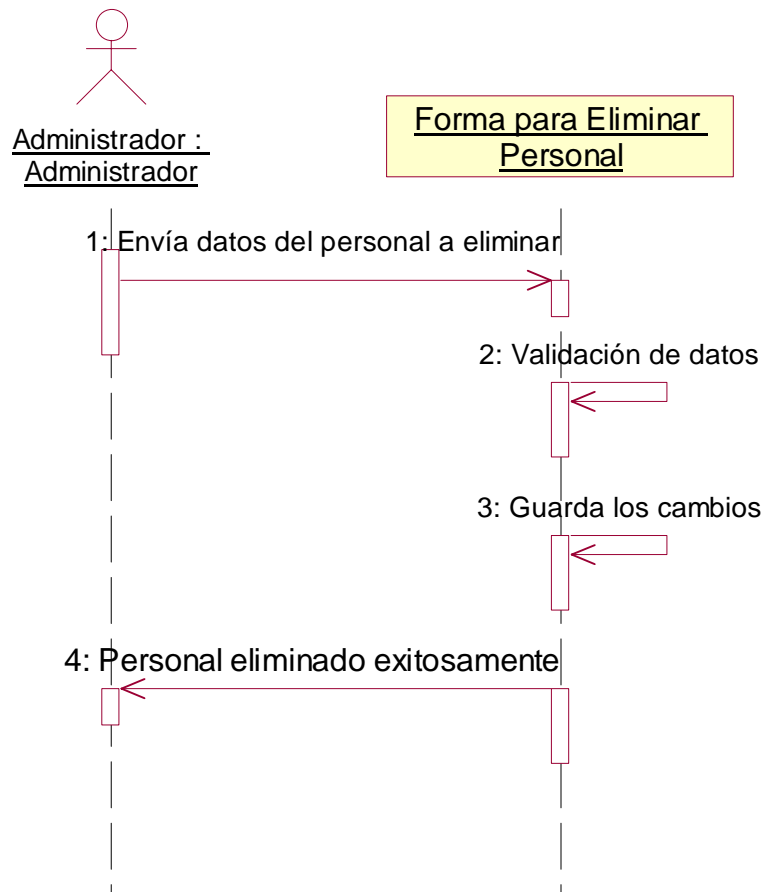 Administrador :
Administrador
Forma para Eliminar
Personal
1: Envía datos del personal a eliminar
2: Validación de datos
3: Guarda los cambios
4: Personal eliminado exitosamente